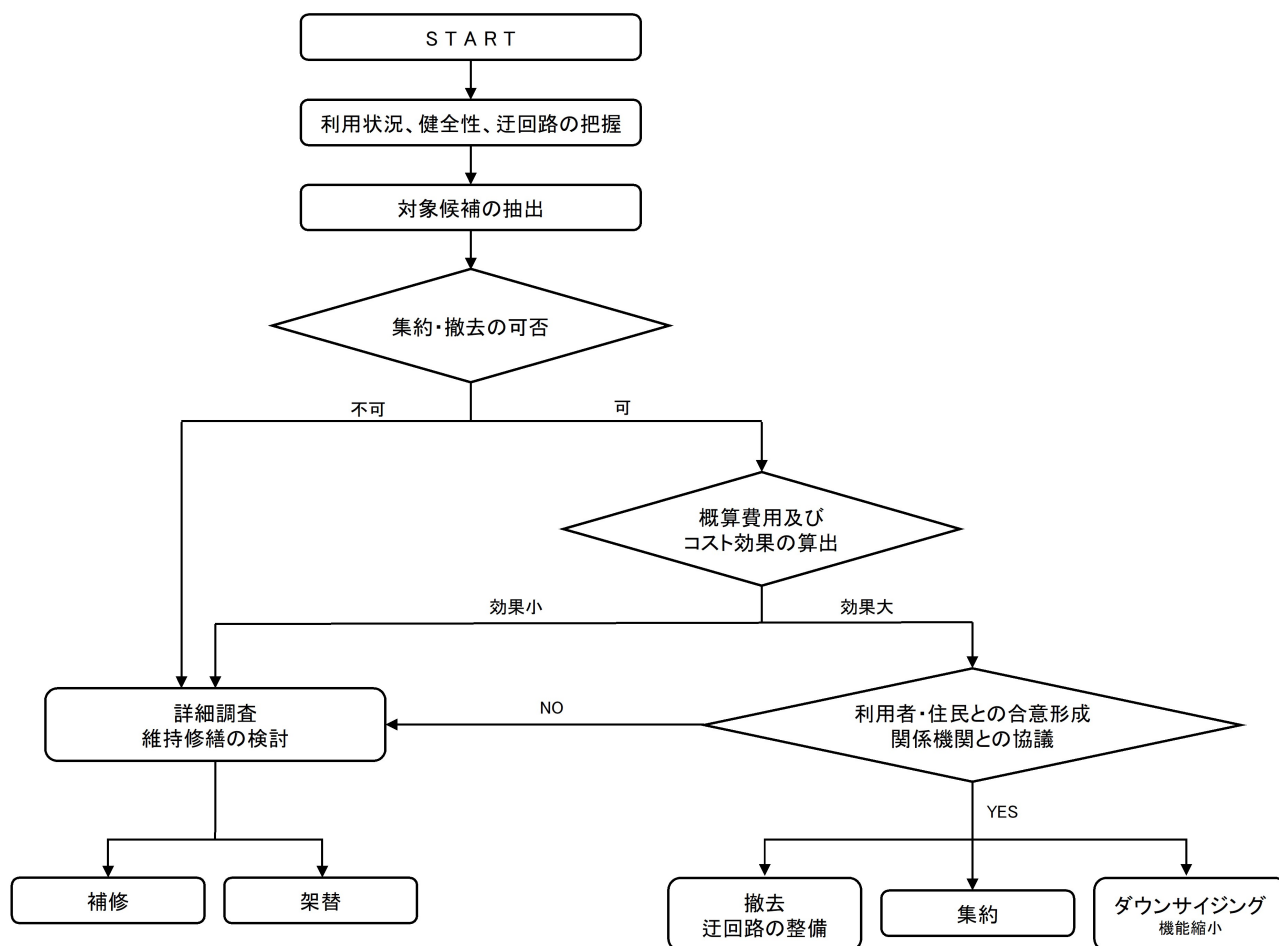 START
利用状況、健全性、迂回路の把握
対象候補の抽出
集約・撤去の可否
不可
可
概算費用及び
コスト効果の算出
効果小
効果大
詳細調査
維持修繕の検討
NO
利用者・住民との合意形成
関係機関との協議
YES
補修
架替
撤去
迂回路の整備
集約
ダウンサイジング
機能縮小